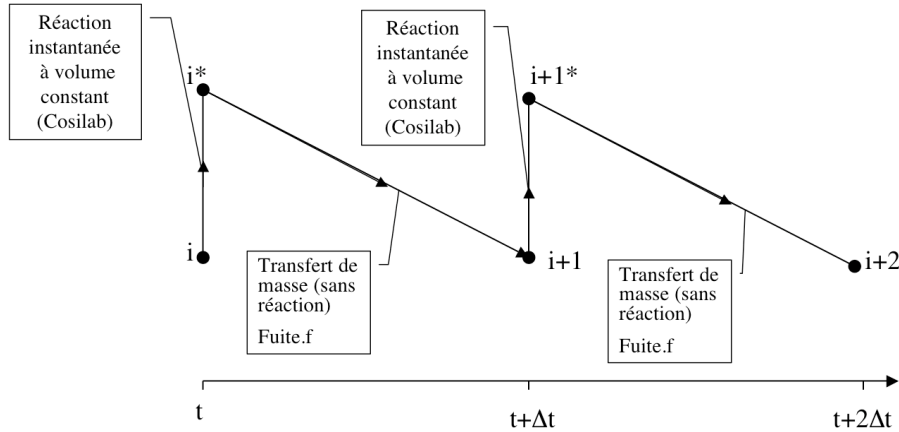 Réaction
instantanée
à volume
constant
(Cosilab)
Réaction
instantanée
à volume
constant
(Cosilab)
i*
i+1*
i
i+1
i+2
Transfert de
masse (sans
réaction)
Fuite.f
Transfert de
masse (sans
réaction)
Fuite.f
t
t+Δt
t+2Δt